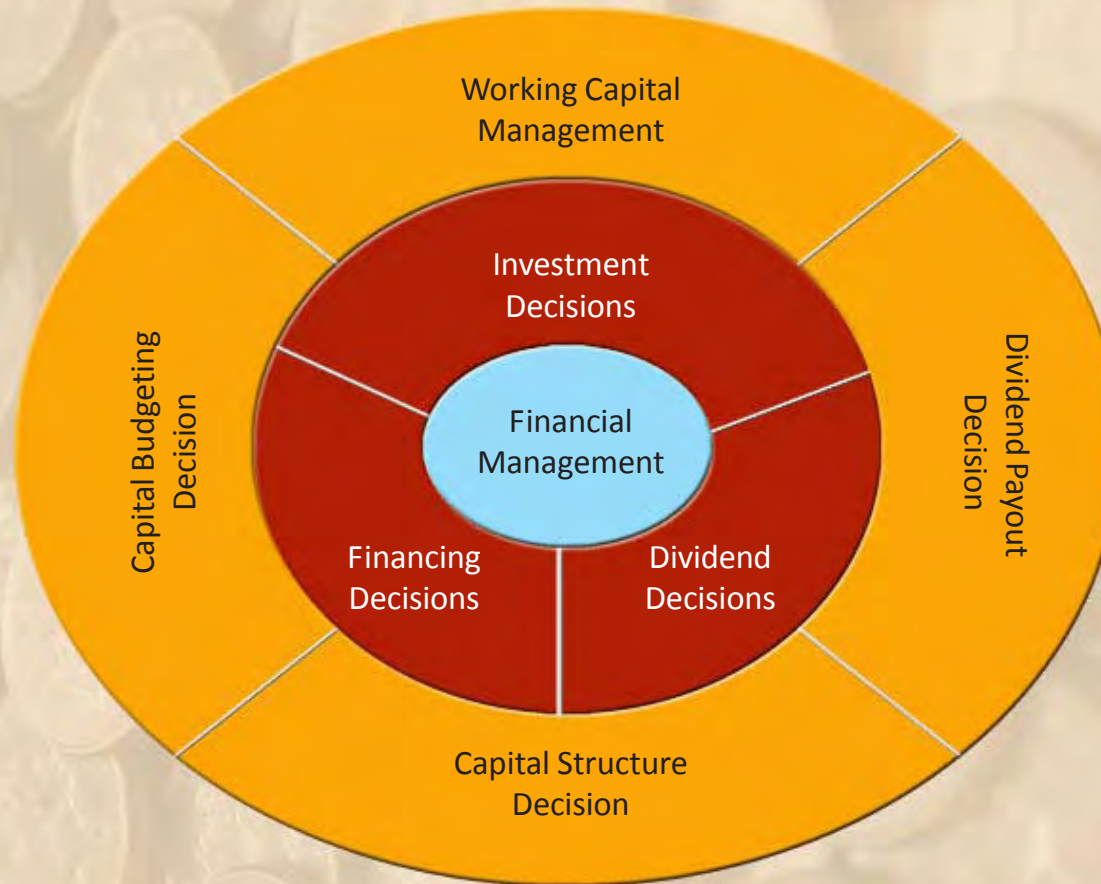 Working Capital
Management
Investment
Decisions
Capital Budgeting
Decision
Financial
Management
Dividend Payout
Decision
Financing
Decisions
Dividend
Decisions
Capital Structure
Decision